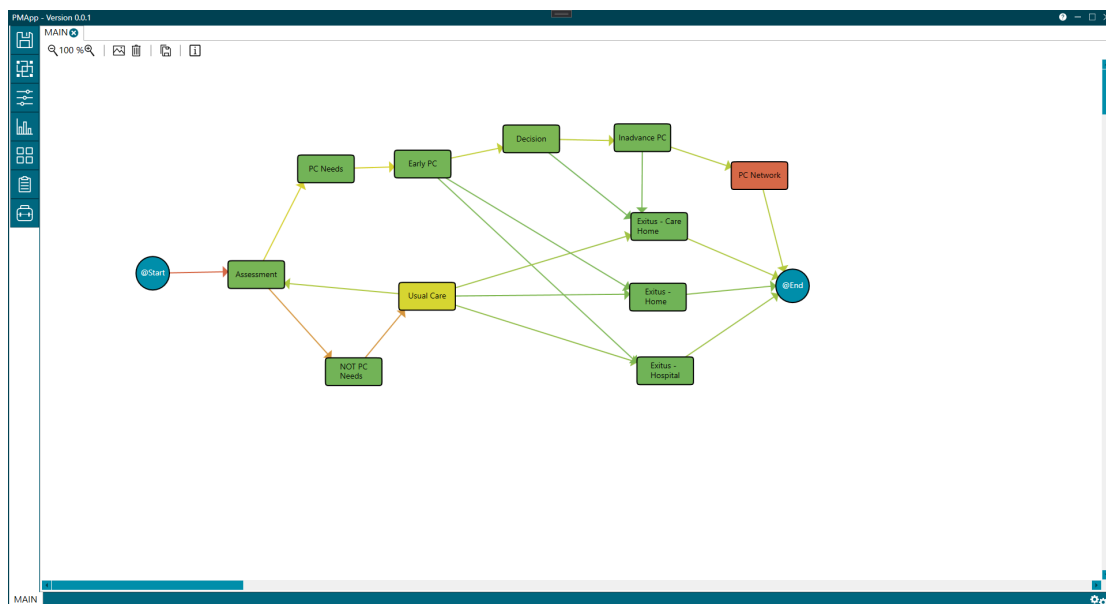 PMApp - Version 0.0.1
MAIN
100 %
Decision
Inadvance PC
Early PC
PC Needs
PC Network
Exitus - Care
Home
@Start
Assessment
@End
Usual Care
Exitus -
Home
NOT PC
Needs
Exitus -
Hospital
MAIN